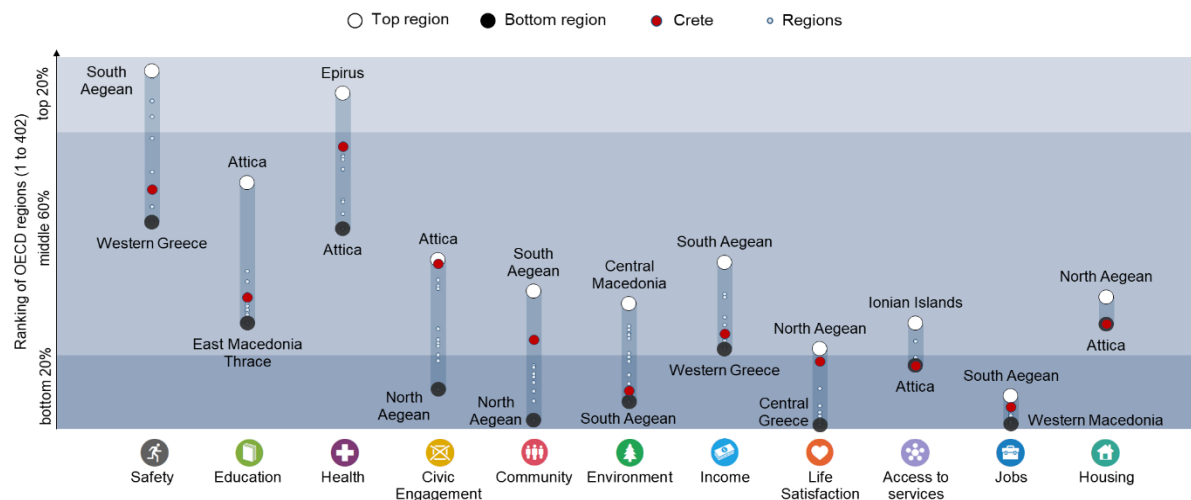 Top region
Bottom region
Crete
Regions
Ranking of OECD regions (1 to 402)
top 20%
middle 60%
bottom 20%
South
Aegean
Western Greece
Attica
East Macedonia
Thrace
Epirus
Attica
Attica
North
Aegean
South
Aegean
North
Aegean
Central
Macedonia
South Aegean
South Aegean
Western Greece
North Aegean
Central
Greece
Ionian Islands
Attica
South Aegean
Western Macedonia
North Aegean
Attica
Safety
Education
Health
Civic
Engagement
Community
Environment
Income
Life
Satisfaction
Access to
services
Jobs
Housing